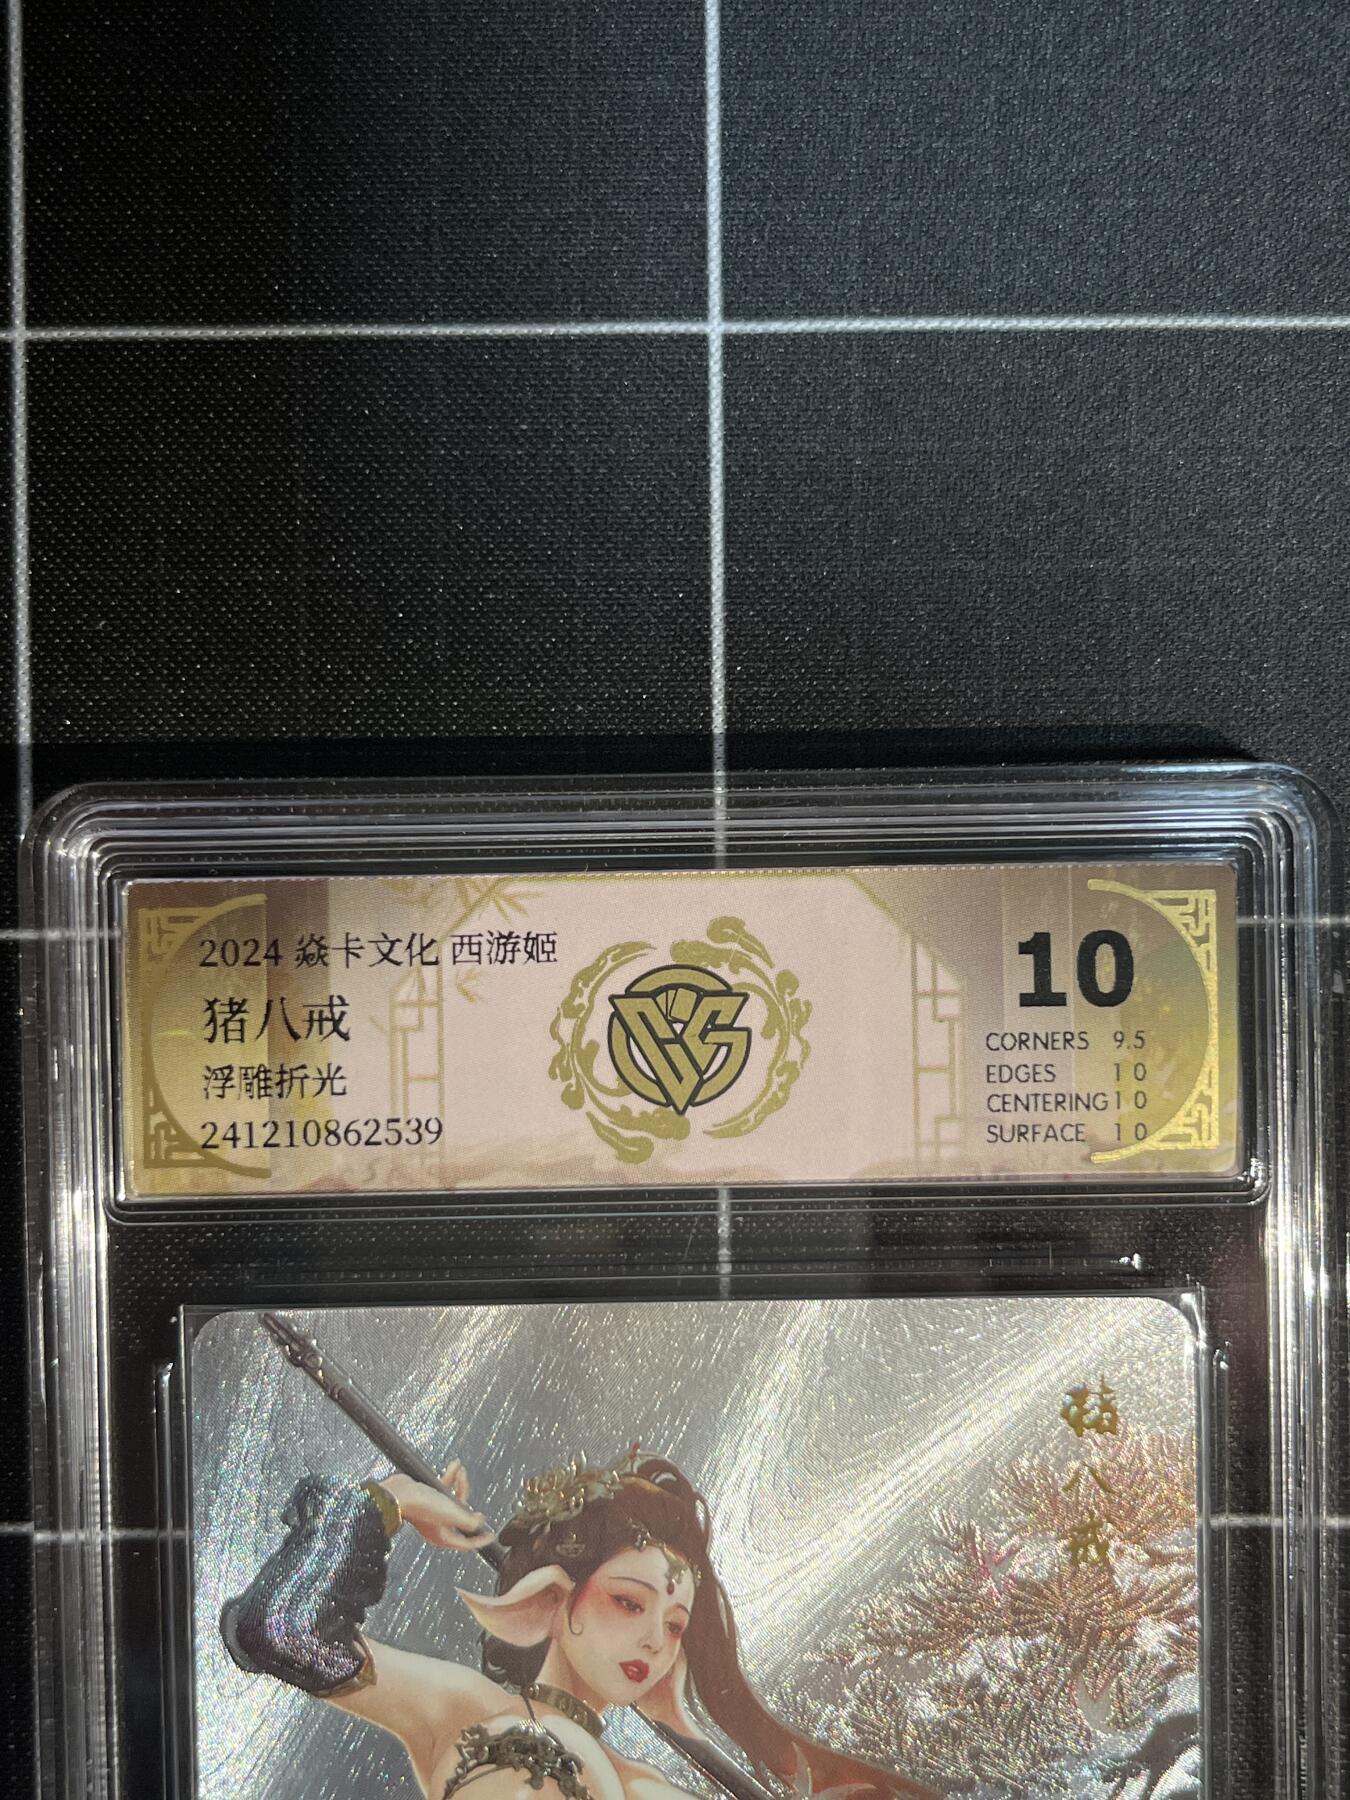 2024 焱卡文化 西游姬
猪八戒
浮雕折光
241210862539
10
CORNERS 9.5
EDGES 10
CENTERING 10
SURFACE 10
猪八戒